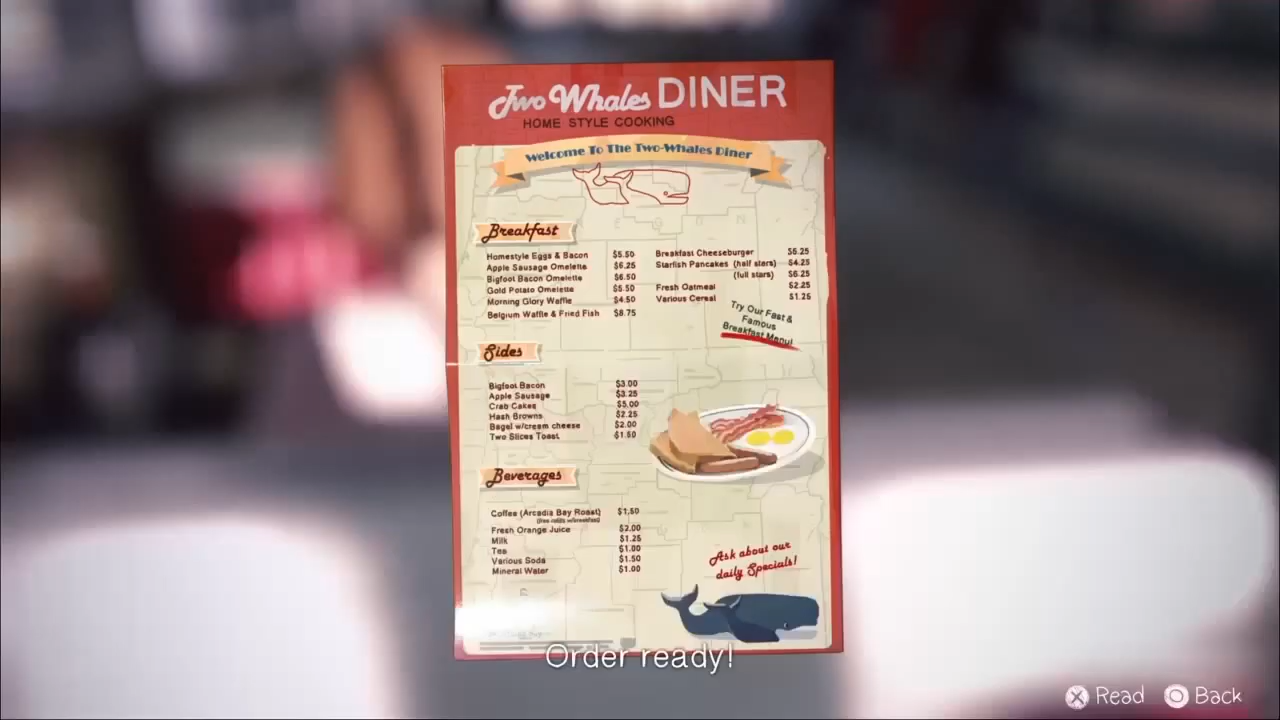 Two Whales DINER
HOME STYLE COOKING
Welcome To The Two-Whales Diner
Breakfast
Homestyle Eggs & Bacon $5.50
Apple Sausage Omelette $6.25
Bigfoot Bacon Omelette $6.50
Gold Potato Omelette $5.50
Morning Glory Waffle $4.50
Belgium Waffle & Fried Fish $8.75
Breakfast Cheeseburger $6.25
Starfish Pancakes (half stars) $4.25
(full stars) $6.25
Fresh Oatmeal $2.25
Various Cereal $1.25
Try Our Fast &
Famous
Breakfast Menu!
Sides
Bigfoot Bacon $3.00
Apple Sausage $3.25
Crab Cakes $5.00
Hash Browns $2.25
Bagel w/cream cheese $2.00
Two Slices Toast $1.50
Beverages
Coffee (Arcadia Bay Roast) $1.50
(free refills w/breakfast)
Fresh Orange Juice $2.00
Milk $1.25
Tea $1.00
Various Soda $1.50
Mineral Water $1.00
Ask about our
daily Specials!
Order ready!
Read Back